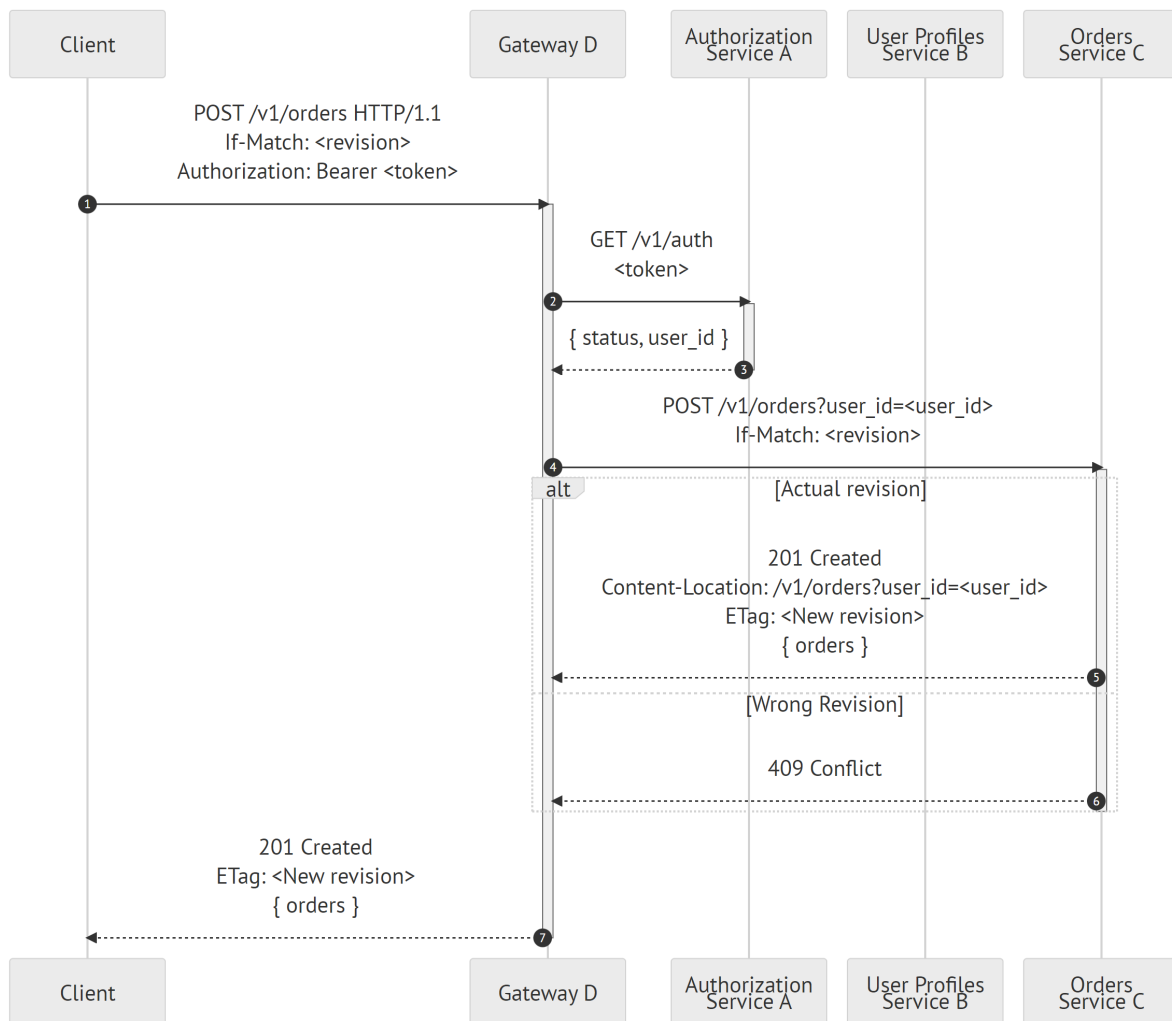 Client
Gateway D
Authorization
Service A
User Profiles
Service B
Orders
Service C
POST /v1/orders HTTP/1.1
If-Match: <revision>
Authorization: Bearer <token>
1
GET /v1/auth
<token>
2
{ status, user_id }
3
POST /v1/orders?user_id=<user_id>
If-Match: <revision>
4
alt
[Actual revision]
201 Created
Content-Location: /v1/orders?user_id=<user_id>
ETag: <New revision>
{ orders }
5
[Wrong Revision]
409 Conflict
6
201 Created
ETag: <New revision>
{ orders }
7
Client
Gateway D
Authorization
Service A
User Profiles
Service B
Orders
Service C